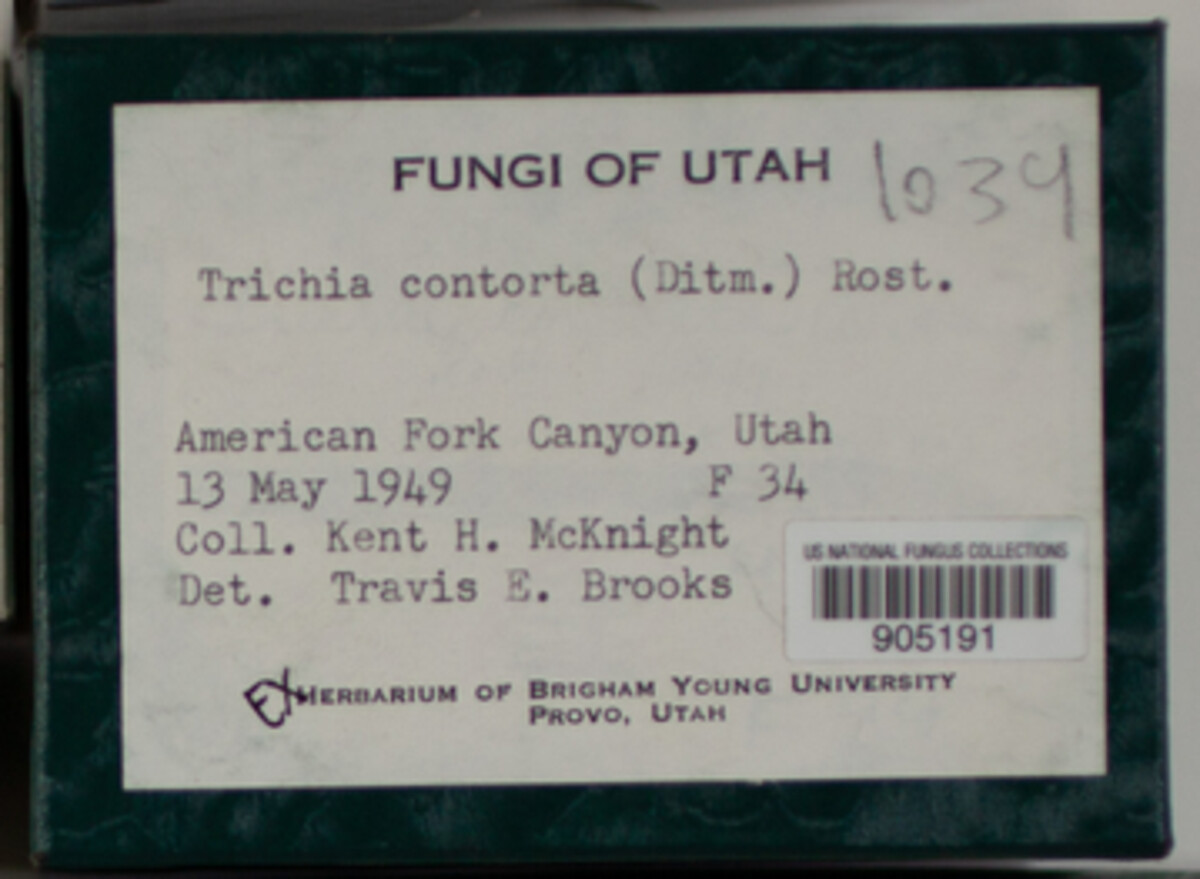 FUNGI OF UTAH 1039
Trichia contorta (Ditm.) Rost.
American Fork Canyon, Utah
13 May 1949 F 34
Coll. Kent H. McKnight
Det. Travis E. Brooks
US NATIONAL FUNGUS COLLECTIONS
905191
Ex HERBARIUM OF BRIGHAM YOUNG UNIVERSITY
PROVO, UTAH